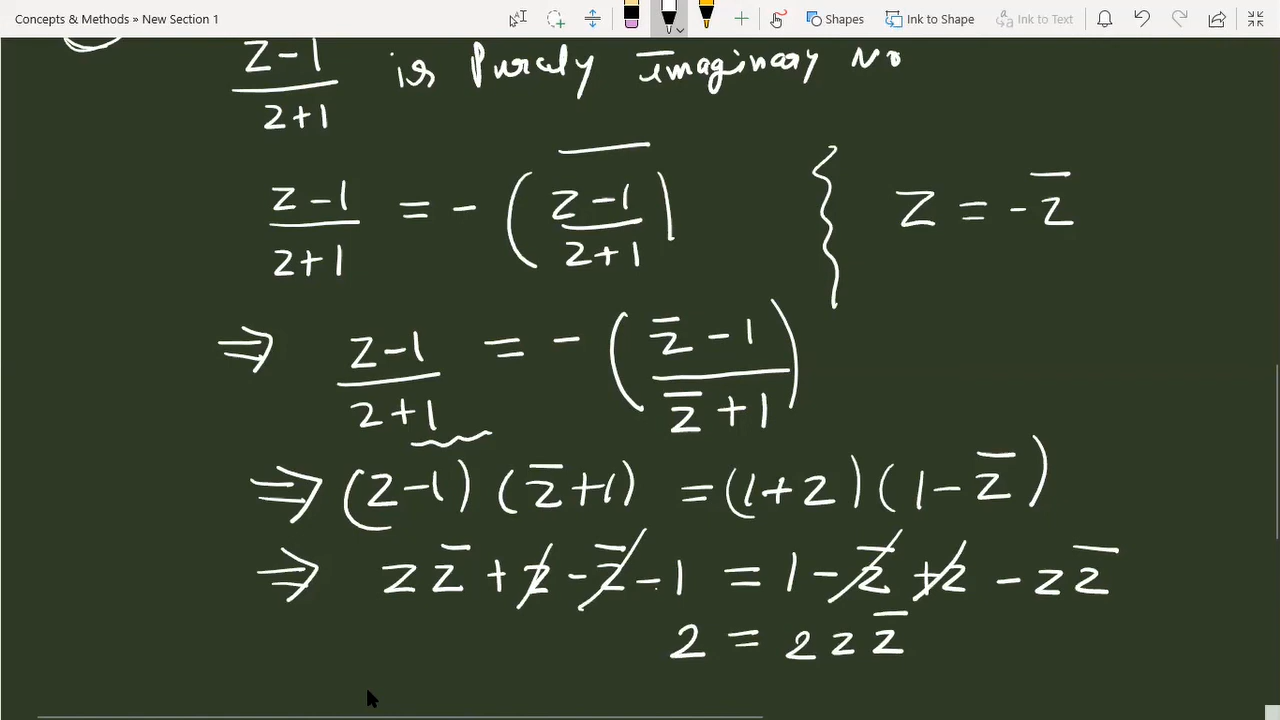 Concepts & Methods » New Section 1
Shapes Ink to Shape Ink to Text
(z-1)/(z+1) is Purely Imaginary No
(z-1)/(z+1) = - \overline{((z-1)/(z+1))} { z = -z̄
⇒ (z-1)/(z+1) = - ((z̄-1)/(z̄+1))
⇒ (z-1) (z̄+1) = (1+z) (1-z̄)
⇒ zz̄ + z - z̄ - 1 = 1 - z̄ + z - zz̄
2 = 2zz̄